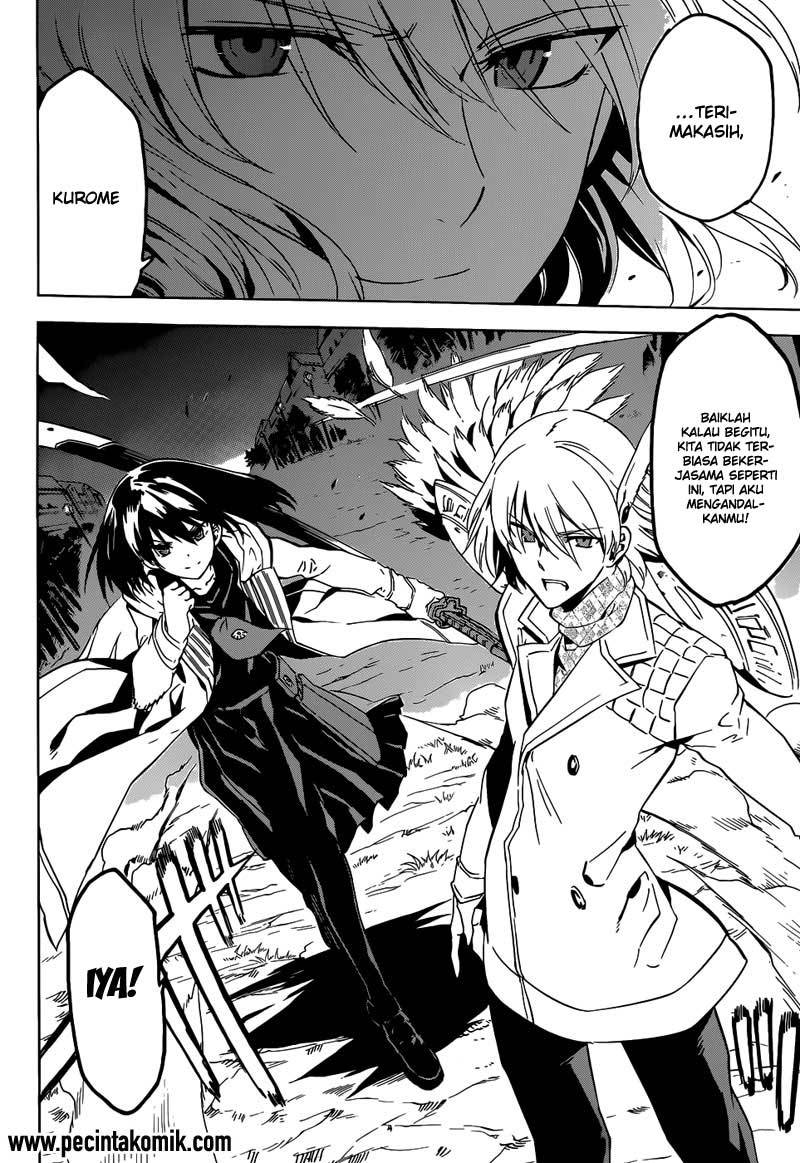 ...TERI-
MAKASIH,
KUROME
BAIKLAH
KALAU BEGITU,
KITA TIDAK TER-
BIASA BEKER-
JASAMA SEPERTI
INI, TAPI AKU
MENGANDAL-
KANMU!
IYA!
www.pecintakomik.com